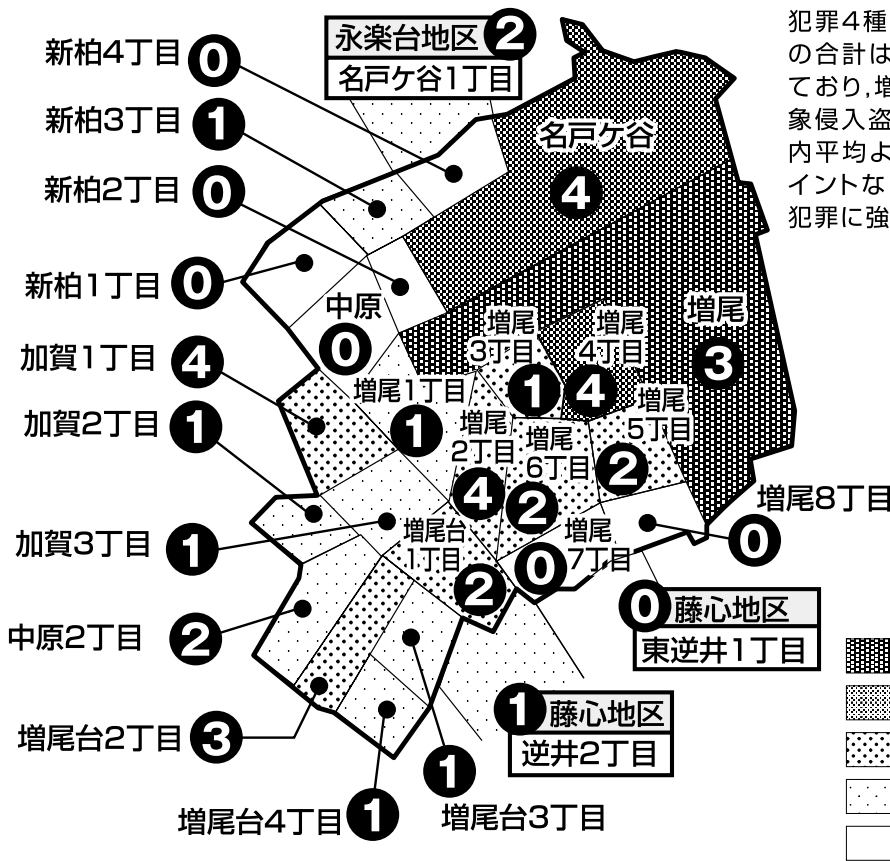 犯罪4種
の合計は
ており,増
象侵入盗
内平均よ
イントな
犯罪に強
永楽台地区 2
名戸ケ谷1丁目
新柏4丁目 0
新柏3丁目 1
新柏2丁目 0
新柏1丁目 0
名戸ケ谷
4
中原
0
増尾
3
増尾
3丁目
1
増尾
4丁目
4
加賀1丁目 4
加賀2丁目 1
増尾1丁目
1
増尾
2丁目
4
増尾
6丁目
2
増尾
5丁目
2
加賀3丁目 1
増尾台
1丁目
2
増尾
7丁目
0
増尾8丁目
0
中原2丁目 2
0 藤心地区
東逆井1丁目
増尾台2丁目 3
1 藤心地区
逆井2丁目
増尾台4丁目 1
1
増尾台3丁目